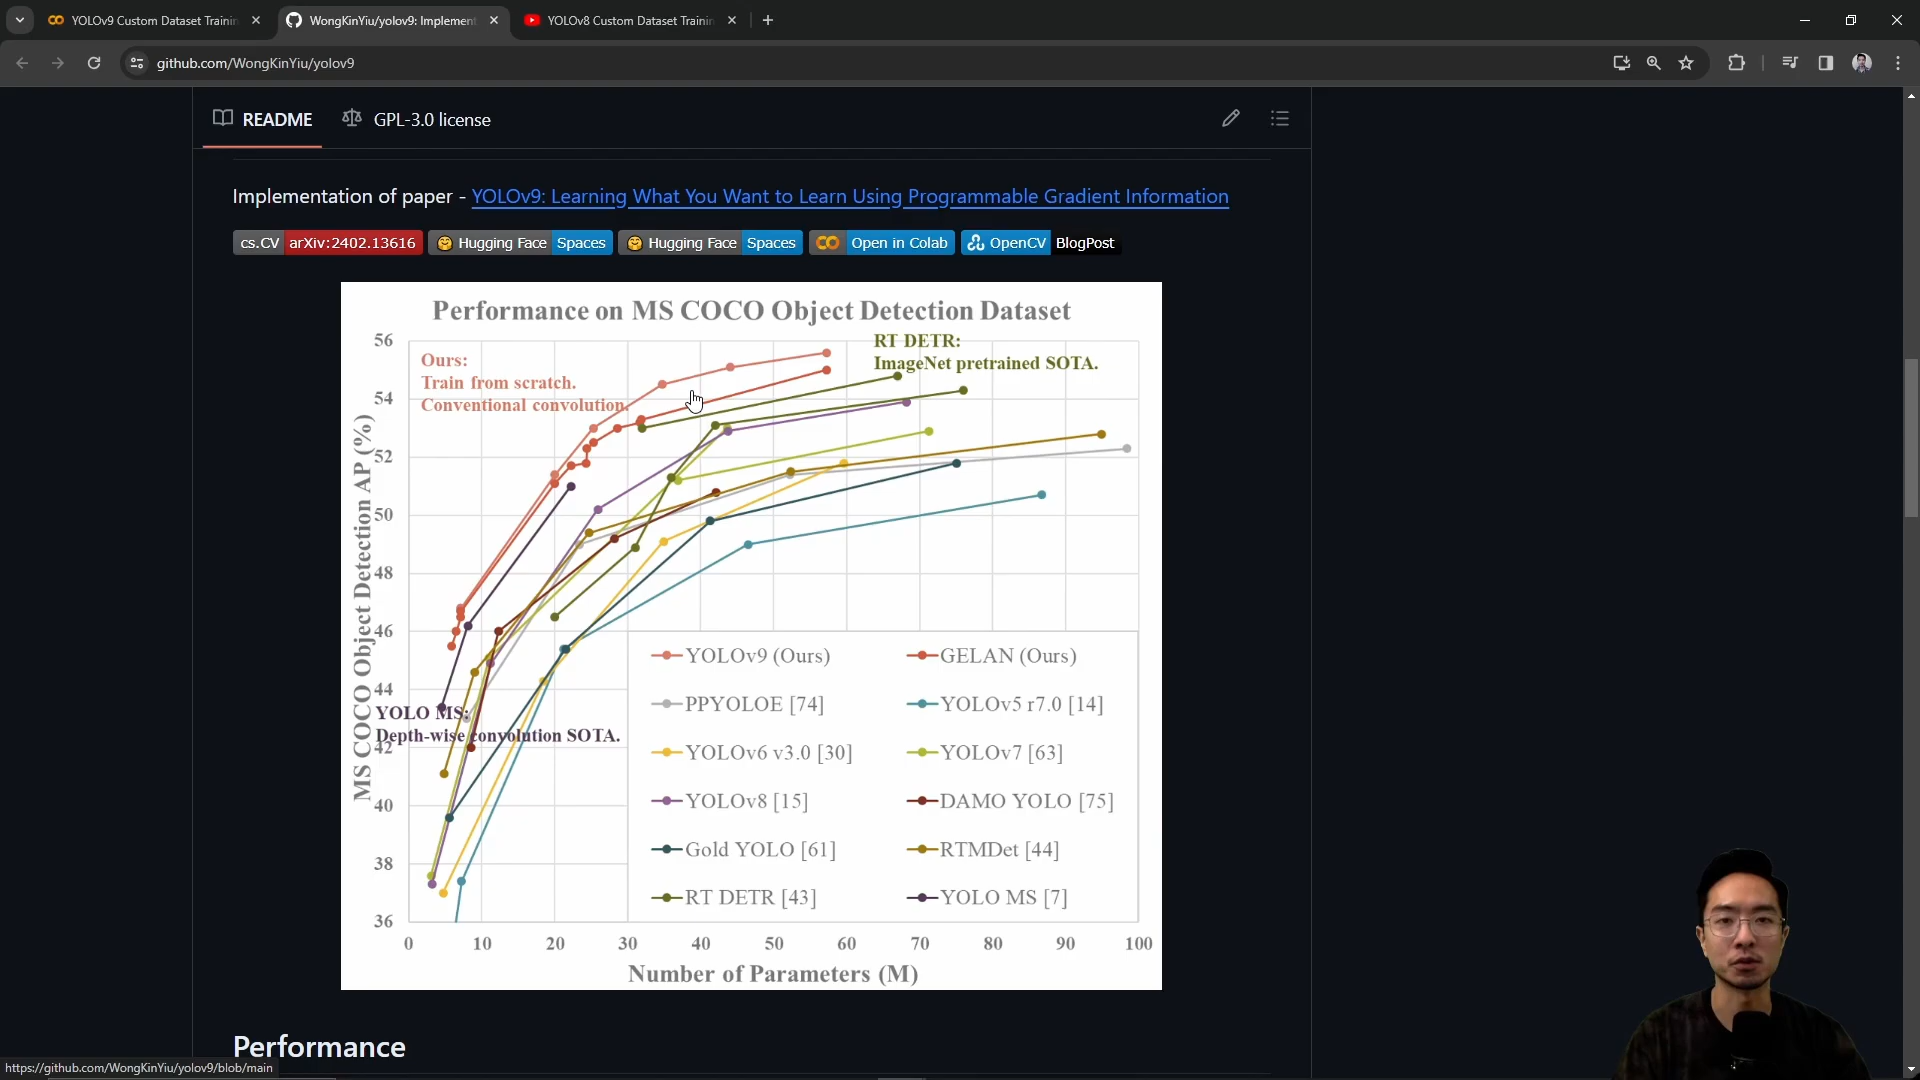 YOLOv9 Custom Dataset Trainin
WongKinYiu/yolov9: Implement
YOLOv8 Custom Dataset Trainin
github.com/WongKinYiu/yolov9
README
GPL-3.0 license
Implementation of paper - YOLOv9: Learning What You Want to Learn Using Programmable Gradient Information
cs.CV arXiv:2402.13616 Hugging Face Spaces Hugging Face Spaces Open in Colab OpenCV BlogPost
Performance on MS COCO Object Detection Dataset
RT DETR:
ImageNet pretrained SOTA.
Ours:
Train from scratch.
Conventional convolution.
MS COCO Object Detection AP (%)
56
54
52
50
48
46
44
42
40
38
36
YOLO MS:
Depth-wise convolution SOTA.
YOLOv9 (Ours) GELAN (Ours)
PPYOLOE [74] YOLOv5 r7.0 [14]
YOLOv6 v3.0 [30] YOLOv7 [63]
YOLOv8 [15] DAMO YOLO [75]
Gold YOLO [61] RTMDet [44]
RT DETR [43] YOLO MS [7]
0 10 20 30 40 50 60 70 80 90 100
Number of Parameters (M)
Performance
https://github.com/WongKinYiu/yolov9/blob/main